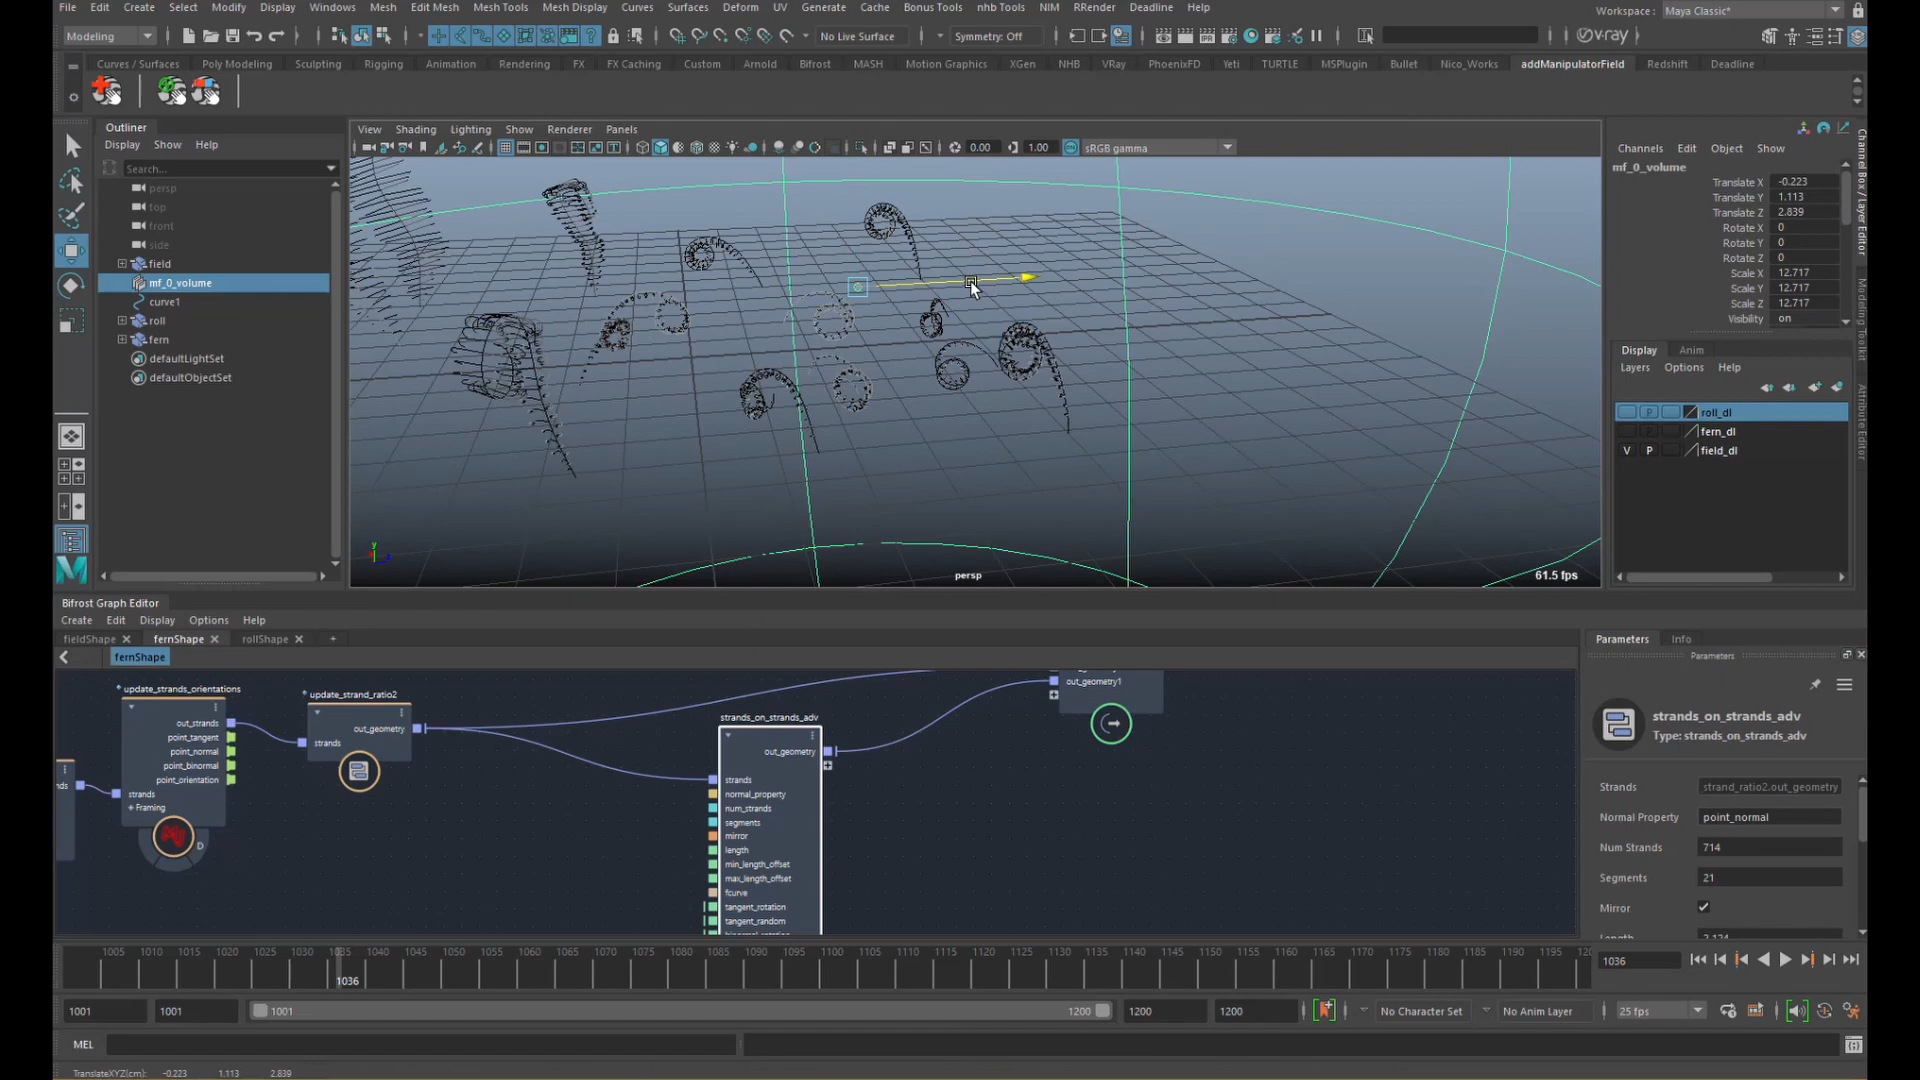 File Edit Create Select Modify Display Windows Mesh Edit Mesh Mesh Tools Mesh Display Curves Surfaces Deform UV Generate Cache Bonus Tools nhb Tools NIM RRender Deadline Help
Workspace : Maya Classic*
Modeling No Live Surface Symmetry: Off v-ray
Curves / Surfaces Poly Modeling Sculpting Rigging Animation Rendering FX FX Caching Custom Arnold Bifrost MASH Motion Graphics XGen NHB VRay PhoenixFD Yeti TURTLE MSPlugin Bullet Nico_Works addManipulatorField Redshift Deadline
Outliner
Display Show Help
Search...
persp
top
front
side
field
mf_0_volume
curve1
roll
fern
defaultLightSet
defaultObjectSet
View Shading Lighting Show Renderer Panels
0.00 1.00 sRGB gamma
persp
61.5 fps
y
Channels Edit Object Show
mf_0_volume
Translate X -0.223
Translate Y 1.113
Translate Z 2.839
Rotate X 0
Rotate Y 0
Rotate Z 0
Scale X 12.717
Scale Y 12.717
Scale Z 12.717
Visibility on
Display Anim
Layers Options Help
P roll_dl
P fern_dl
V P field_dl
Channel Box / Layer Editor
Modeling Toolkit
Attribute Editor
Bifrost Graph Editor
Create Edit Display Options Help
fieldShape fernShape rollShape +
fernShape
update_strands_orientations
out_strands
point_tangent
point_normal
point_binormal
point_orientation
strands
Framing
D
update_strand_ratio2
out_geometry
strands
strands_on_strands_adv
out_geometry
strands
normal_property
num_strands
segments
mirror
length
min_length_offset
max_length_offset
fcurve
tangent_rotation
tangent_random
out_geometry1
Parameters Info
Parameters
strands_on_strands_adv
Type: strands_on_strands_adv
Strands strand_ratio2.out_geometry
Normal Property point_normal
Num Strands 714
Segments 21
Mirror
1005 1010 1015 1020 1025 1030 1035 1040 1045 1050 1055 1060 1065 1070 1075 1080 1085 1090 1095 1100 1105 1110 1115 1120 1125 1130 1135 1140 1145 1150 1155 1160 1165 1170 1175 1180 1185 1190 1195 120
1036
1036
1001 1001 1001 1200 1200 1200 No Character Set No Anim Layer 25 fps
MEL
TranslateXYZ(cm): -0.223 1.113 2.839